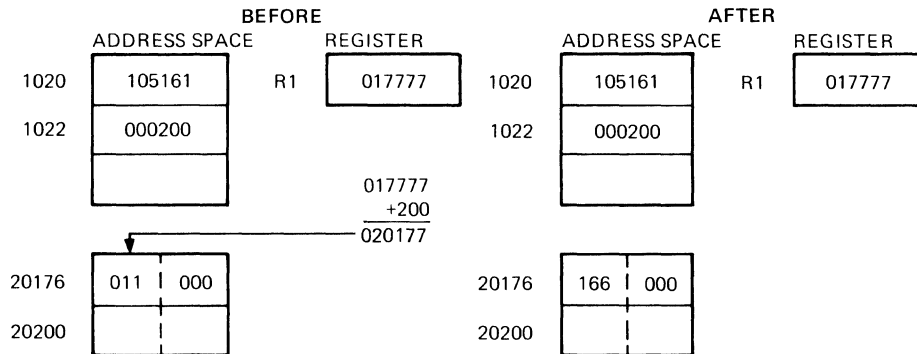 BEFORE AFTER
ADDRESS SPACE REGISTER ADDRESS SPACE REGISTER
1020 105161 R1 017777 1020 105161 R1 017777
1022 000200 1022 000200
017777
+200
020177
20176 011 000 20176 166 000
20200 20200